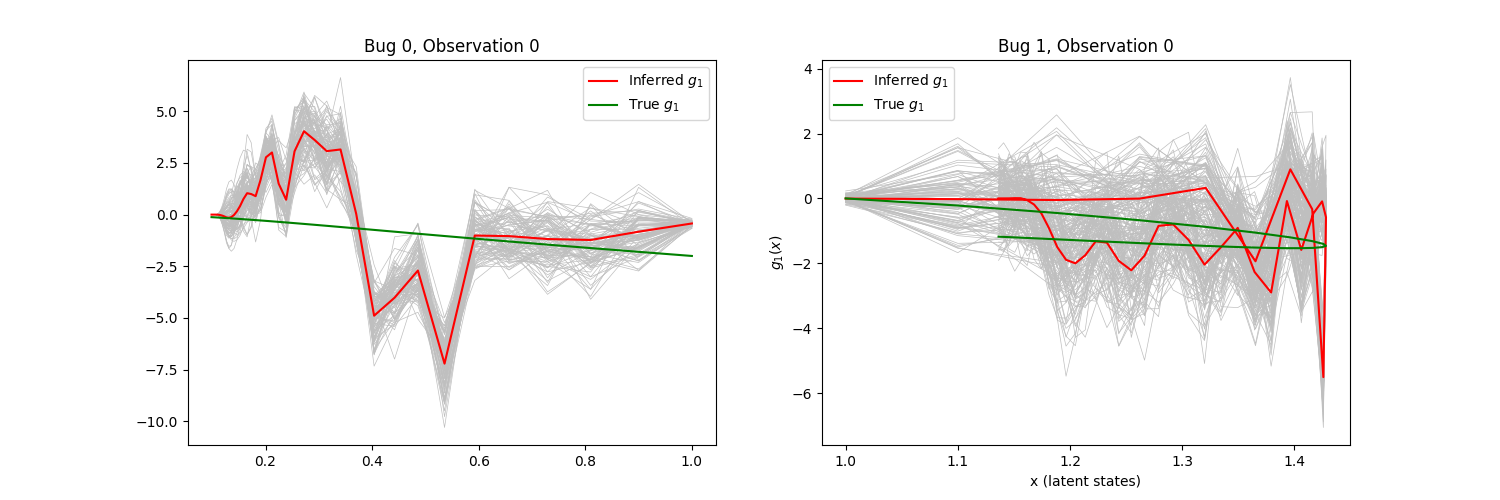 Bug 0, Observation 0
Inferred g₁
True g₁
5.0
2.5
0.0
−2.5
−5.0
−7.5
−10.0
0.2 0.4 0.6 0.8 1.0
Bug 1, Observation 0
Inferred g₁
True g₁
g₁(x)
4
2
0
−2
−4
−6
1.0 1.1 1.2 1.3 1.4
x (latent states)